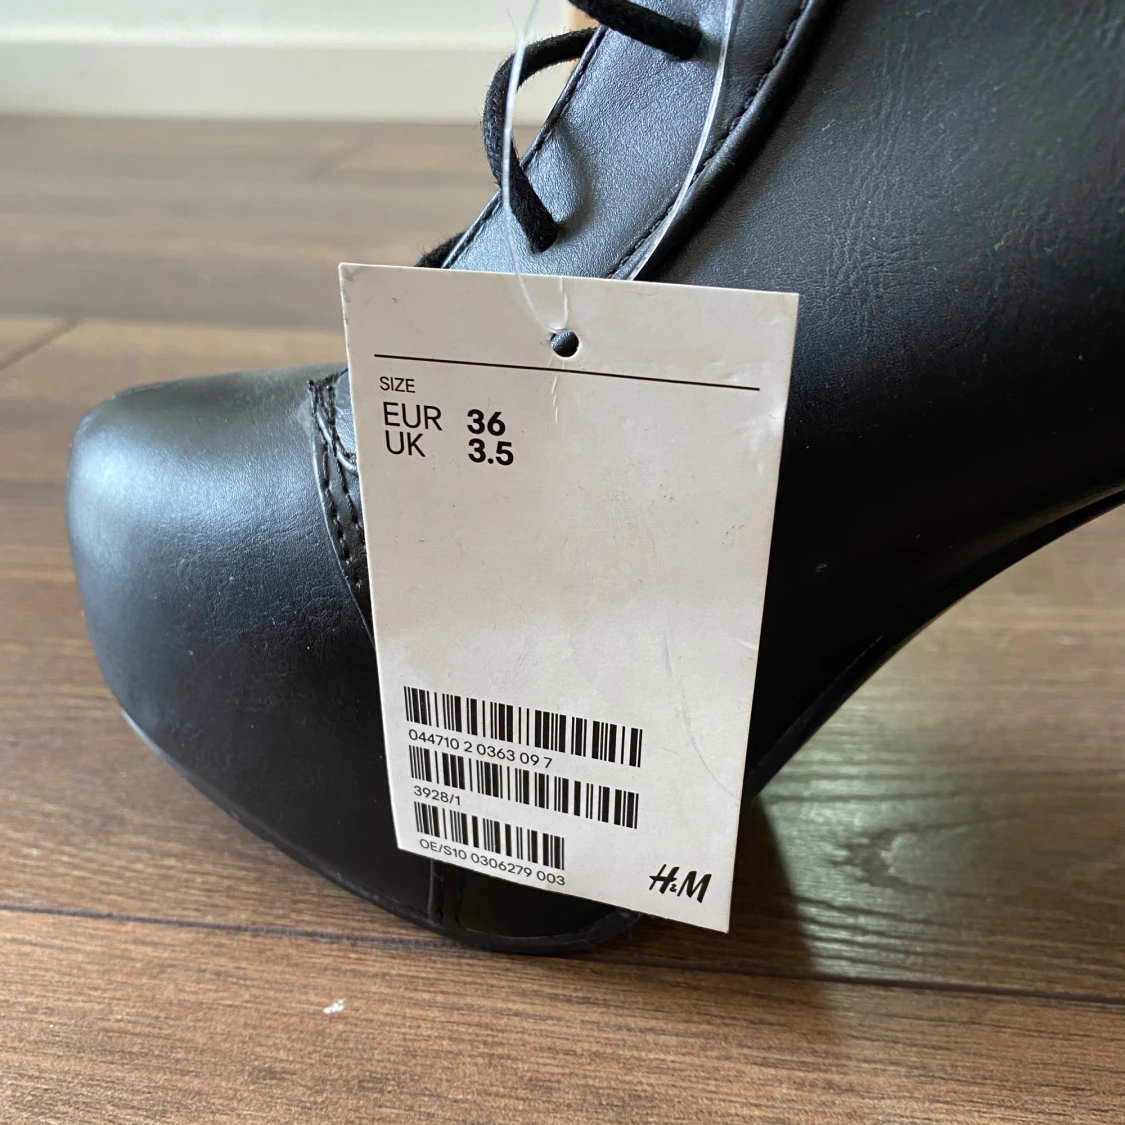 SIZE
EUR 36
UK 3.5
044710 2 0363 09 7
3928/1
OE/S10 0306279 003
H&M